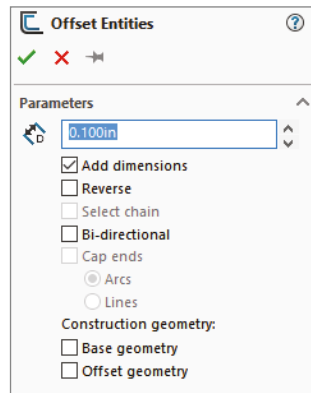 Offset Entities
Parameters
D
0.100in
Add dimensions
Reverse
Select chain
Bi-directional
Cap ends
Arcs
Lines
Construction geometry:
Base geometry
Offset geometry